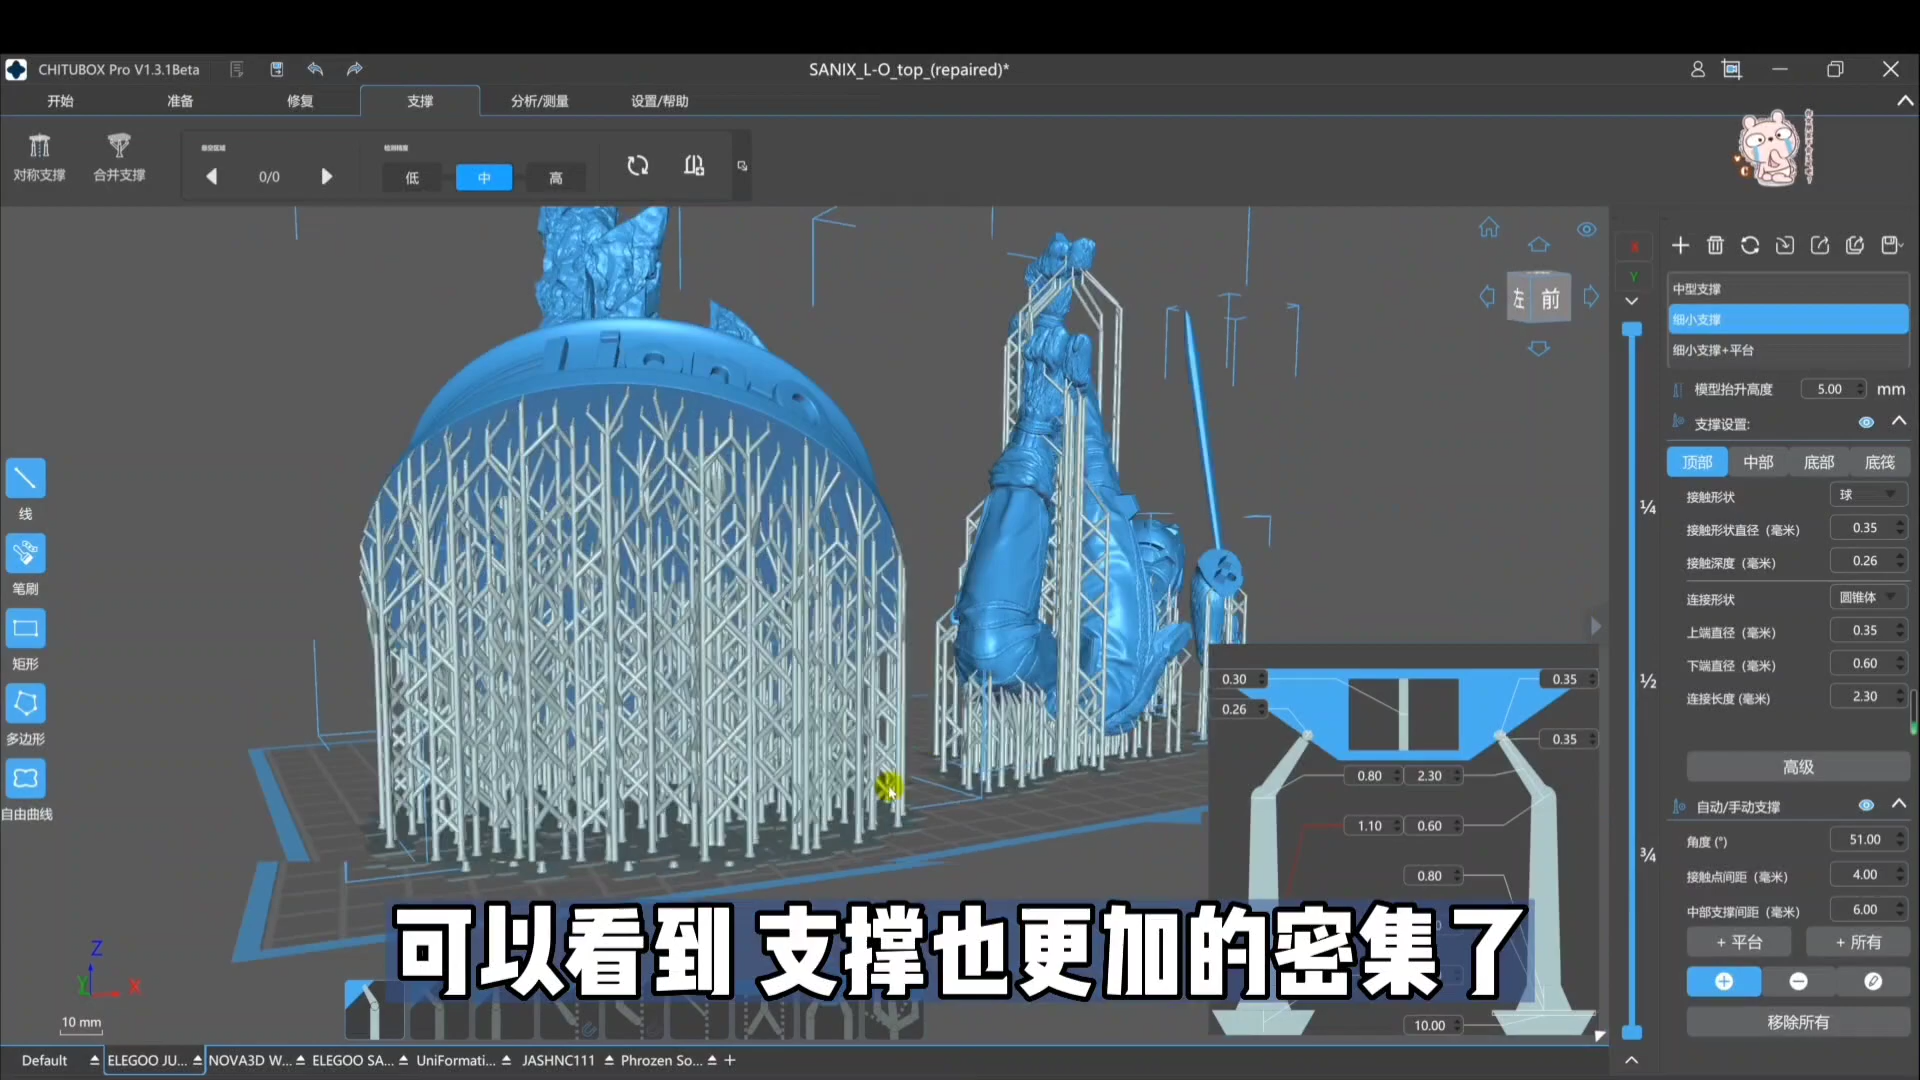 CHITUBOX Pro V1.3.1Beta
SANIX_L-O_top_(repaired)*
开始
准备
修复
支撑
分析/测量
设置/帮助
对称支撑
合并支撑
悬空区域
0/0
检测精度
低
中
高
左
前
X
Y
中型支撑
细小支撑
细小支撑+平台
模型抬升高度
5.00
mm
支撑设置:
顶部
中部
底部
底筏
接触形状
球
接触形状直径（毫米）
0.35
接触深度（毫米）
0.26
连接形状
圆锥体
上端直径（毫米）
0.35
下端直径（毫米）
0.60
连接长度(毫米)
2.30
高级
自动/手动支撑
角度(°)
51.00
接触点间距（毫米）
4.00
中部支撑间距（毫米）
6.00
+ 平台
+ 所有
移除所有
1/4
1/2
3/4
线
笔刷
矩形
多边形
自由曲线
Lion-O
0.30
0.35
0.26
0.35
0.80
2.30
1.10
0.60
0.80
10.00
可以看到 支撑也更加的密集了
Z
Y
X
10 mm
Default
ELEGOO JU...
NOVA3D W...
ELEGOO SA...
UniFormati...
JASHNC111
Phrozen So...